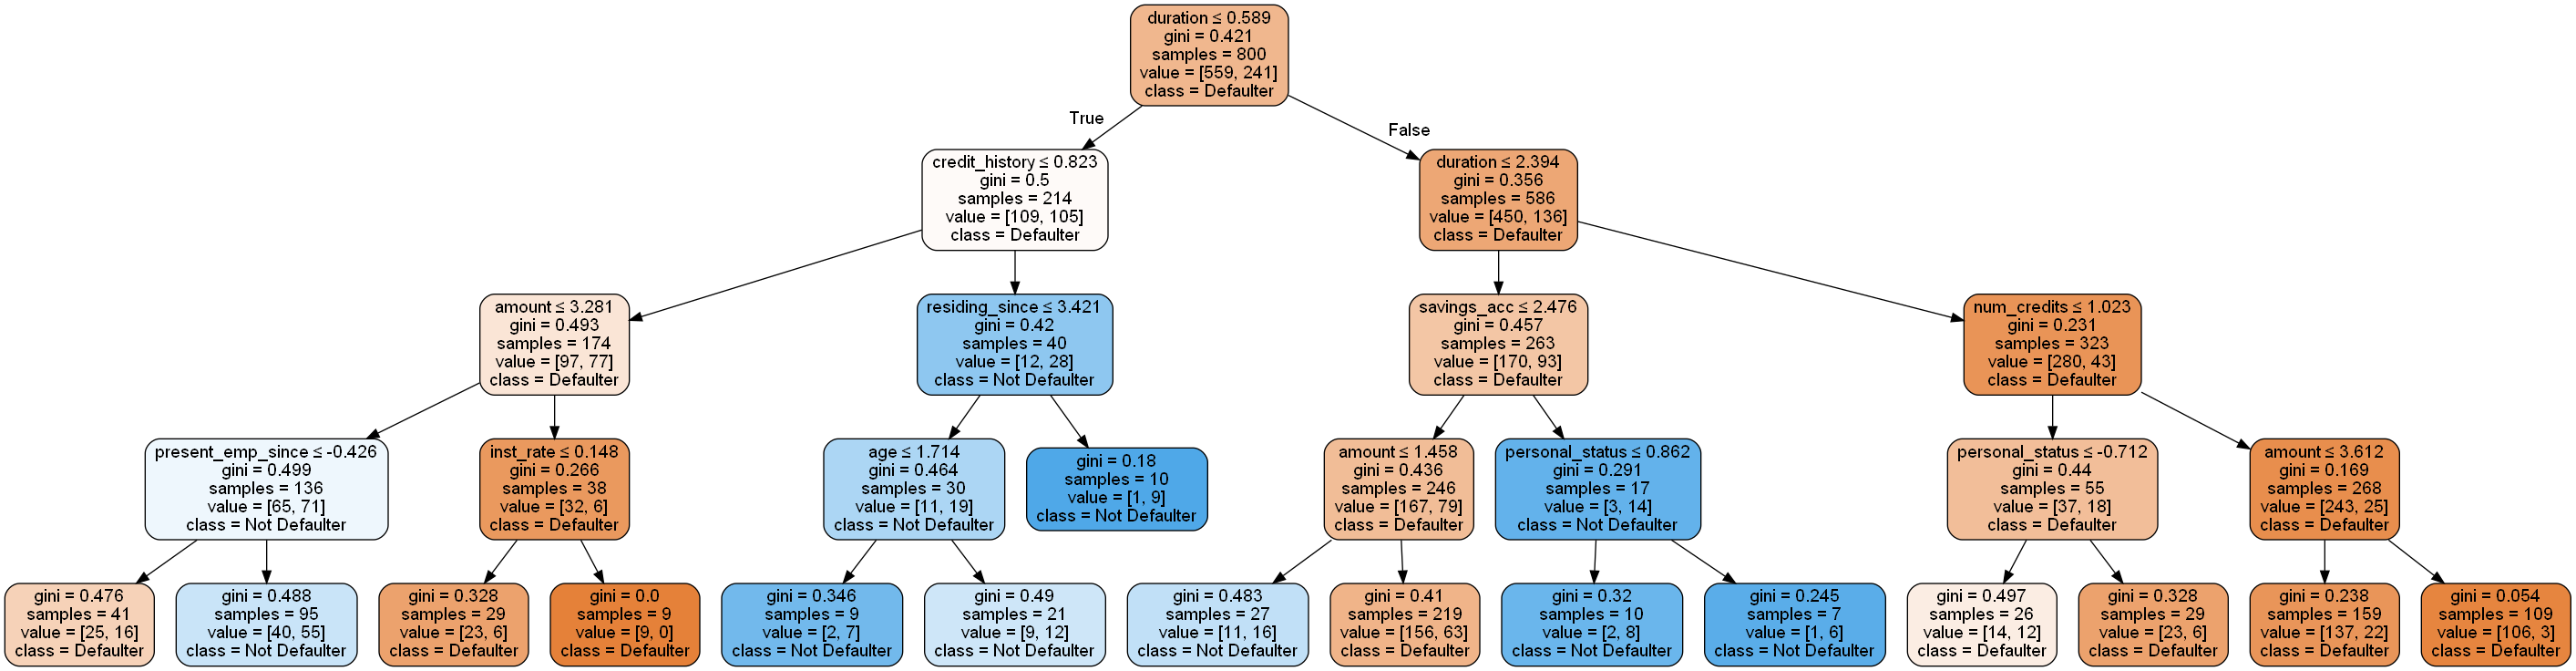 duration ≤ 0.589
gini = 0.421
samples = 800
value = [559, 241]
class = Defaulter
True
False
credit_history ≤ 0.823
gini = 0.5
samples = 214
value = [109, 105]
class = Defaulter
duration ≤ 2.394
gini = 0.356
samples = 586
value = [450, 136]
class = Defaulter
amount ≤ 3.281
gini = 0.493
samples = 174
value = [97, 77]
class = Defaulter
residing_since ≤ 3.421
gini = 0.42
samples = 40
value = [12, 28]
class = Not Defaulter
savings_acc ≤ 2.476
gini = 0.457
samples = 263
value = [170, 93]
class = Defaulter
num_credits ≤ 1.023
gini = 0.231
samples = 323
value = [280, 43]
class = Defaulter
present_emp_since ≤ -0.426
gini = 0.499
samples = 136
value = [65, 71]
class = Not Defaulter
inst_rate ≤ 0.148
gini = 0.266
samples = 38
value = [32, 6]
class = Defaulter
age ≤ 1.714
gini = 0.464
samples = 30
value = [11, 19]
class = Not Defaulter
gini = 0.18
samples = 10
value = [1, 9]
class = Not Defaulter
amount ≤ 1.458
gini = 0.436
samples = 246
value = [167, 79]
class = Defaulter
personal_status ≤ 0.862
gini = 0.291
samples = 17
value = [3, 14]
class = Not Defaulter
personal_status ≤ -0.712
gini = 0.44
samples = 55
value = [37, 18]
class = Defaulter
amount ≤ 3.612
gini = 0.169
samples = 268
value = [243, 25]
class = Defaulter
gini = 0.476
samples = 41
value = [25, 16]
class = Defaulter
gini = 0.488
samples = 95
value = [40, 55]
class = Not Defaulter
gini = 0.328
samples = 29
value = [23, 6]
class = Defaulter
gini = 0.0
samples = 9
value = [9, 0]
class = Defaulter
gini = 0.346
samples = 9
value = [2, 7]
class = Not Defaulter
gini = 0.49
samples = 21
value = [9, 12]
class = Not Defaulter
gini = 0.483
samples = 27
value = [11, 16]
class = Not Defaulter
gini = 0.41
samples = 219
value = [156, 63]
class = Defaulter
gini = 0.32
samples = 10
value = [2, 8]
class = Not Defaulter
gini = 0.245
samples = 7
value = [1, 6]
class = Not Defaulter
gini = 0.497
samples = 26
value = [14, 12]
class = Defaulter
gini = 0.328
samples = 29
value = [23, 6]
class = Defaulter
gini = 0.238
samples = 159
value = [137, 22]
class = Defaulter
gini = 0.054
samples = 109
value = [106, 3]
class = Defaulter